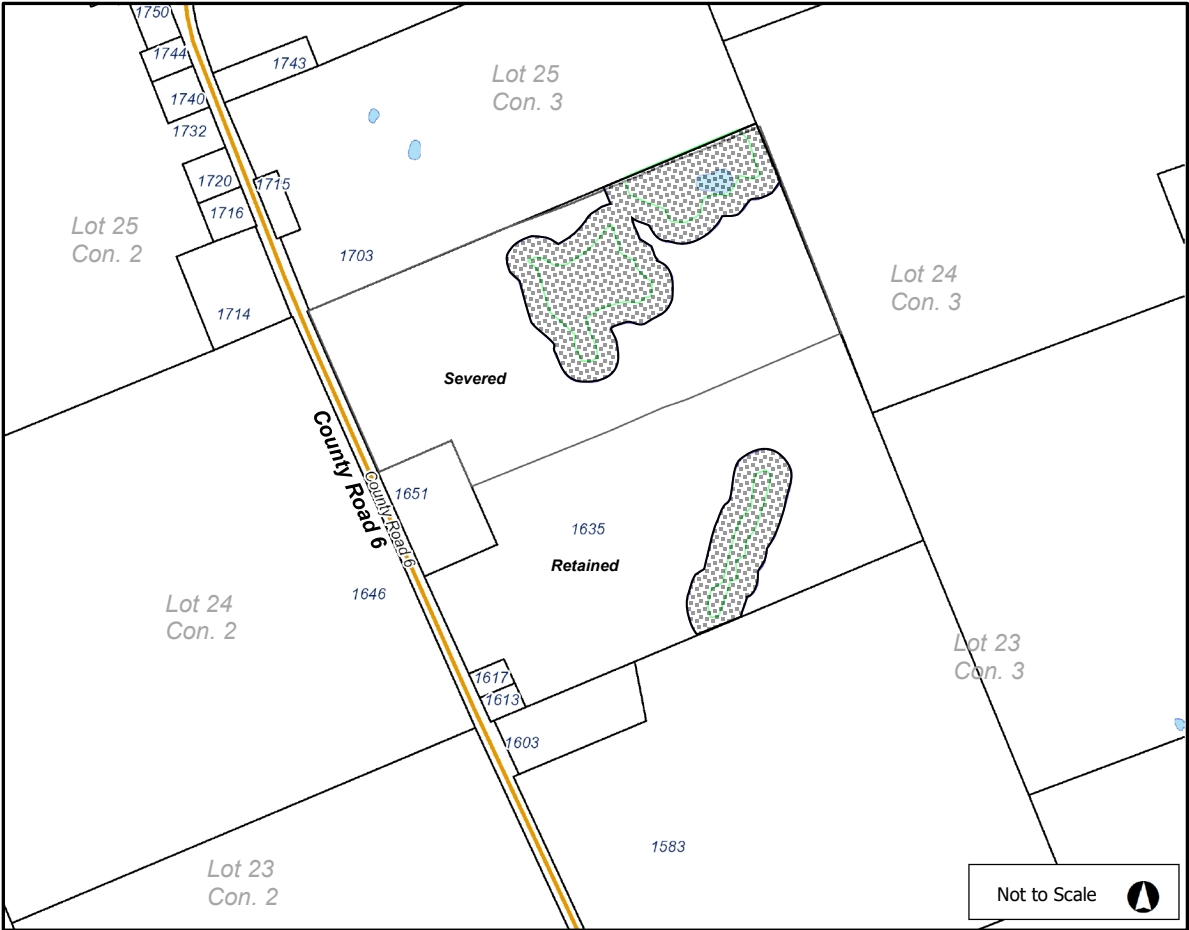 1750
1744
1743
Lot 25
Con. 3
1740
1732
1720
1715
1716
Lot 25
Con. 2
1703
Lot 24
Con. 3
1714
Severed
County Road 6
County Road 6
1651
1635
Retained
1646
Lot 24
Con. 2
Lot 23
Con. 3
1617
1613
1603
1583
Lot 23
Con. 2
Not to Scale